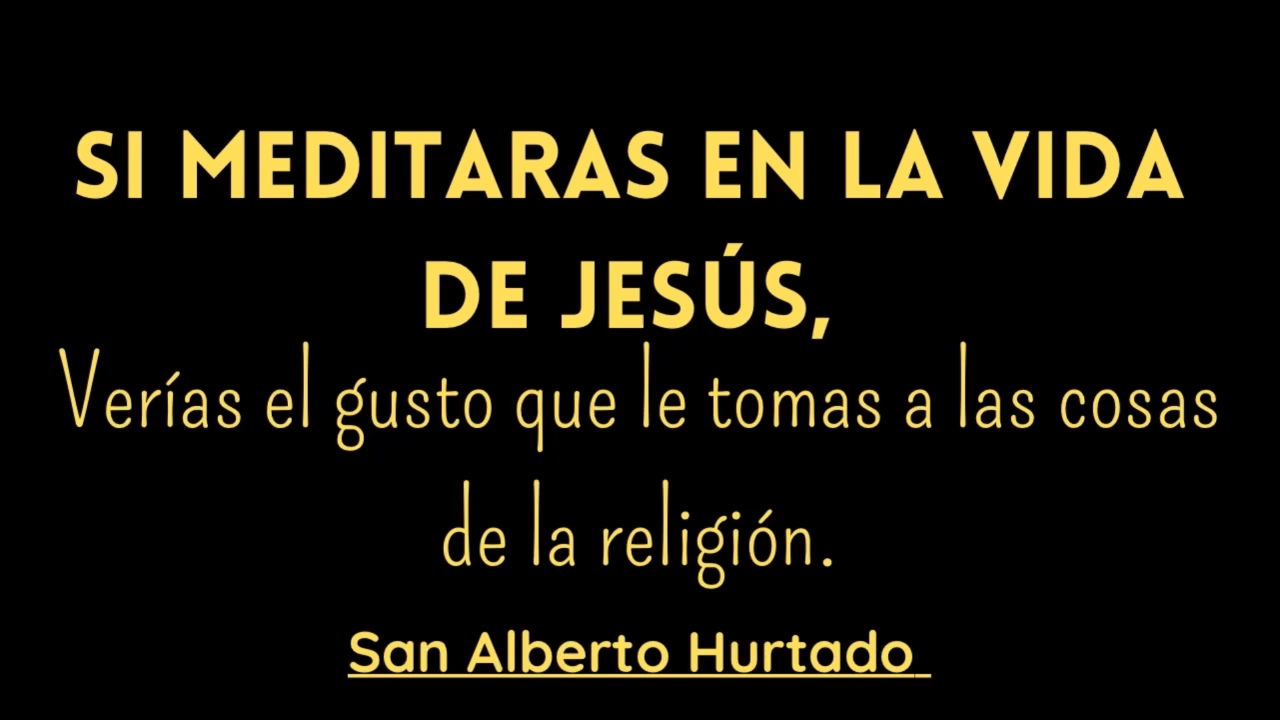 SI MEDITARAS EN LA VIDA
DE JESÚS,
Verías el gusto que le tomas a las cosas
de la religión.
San Alberto Hurtado